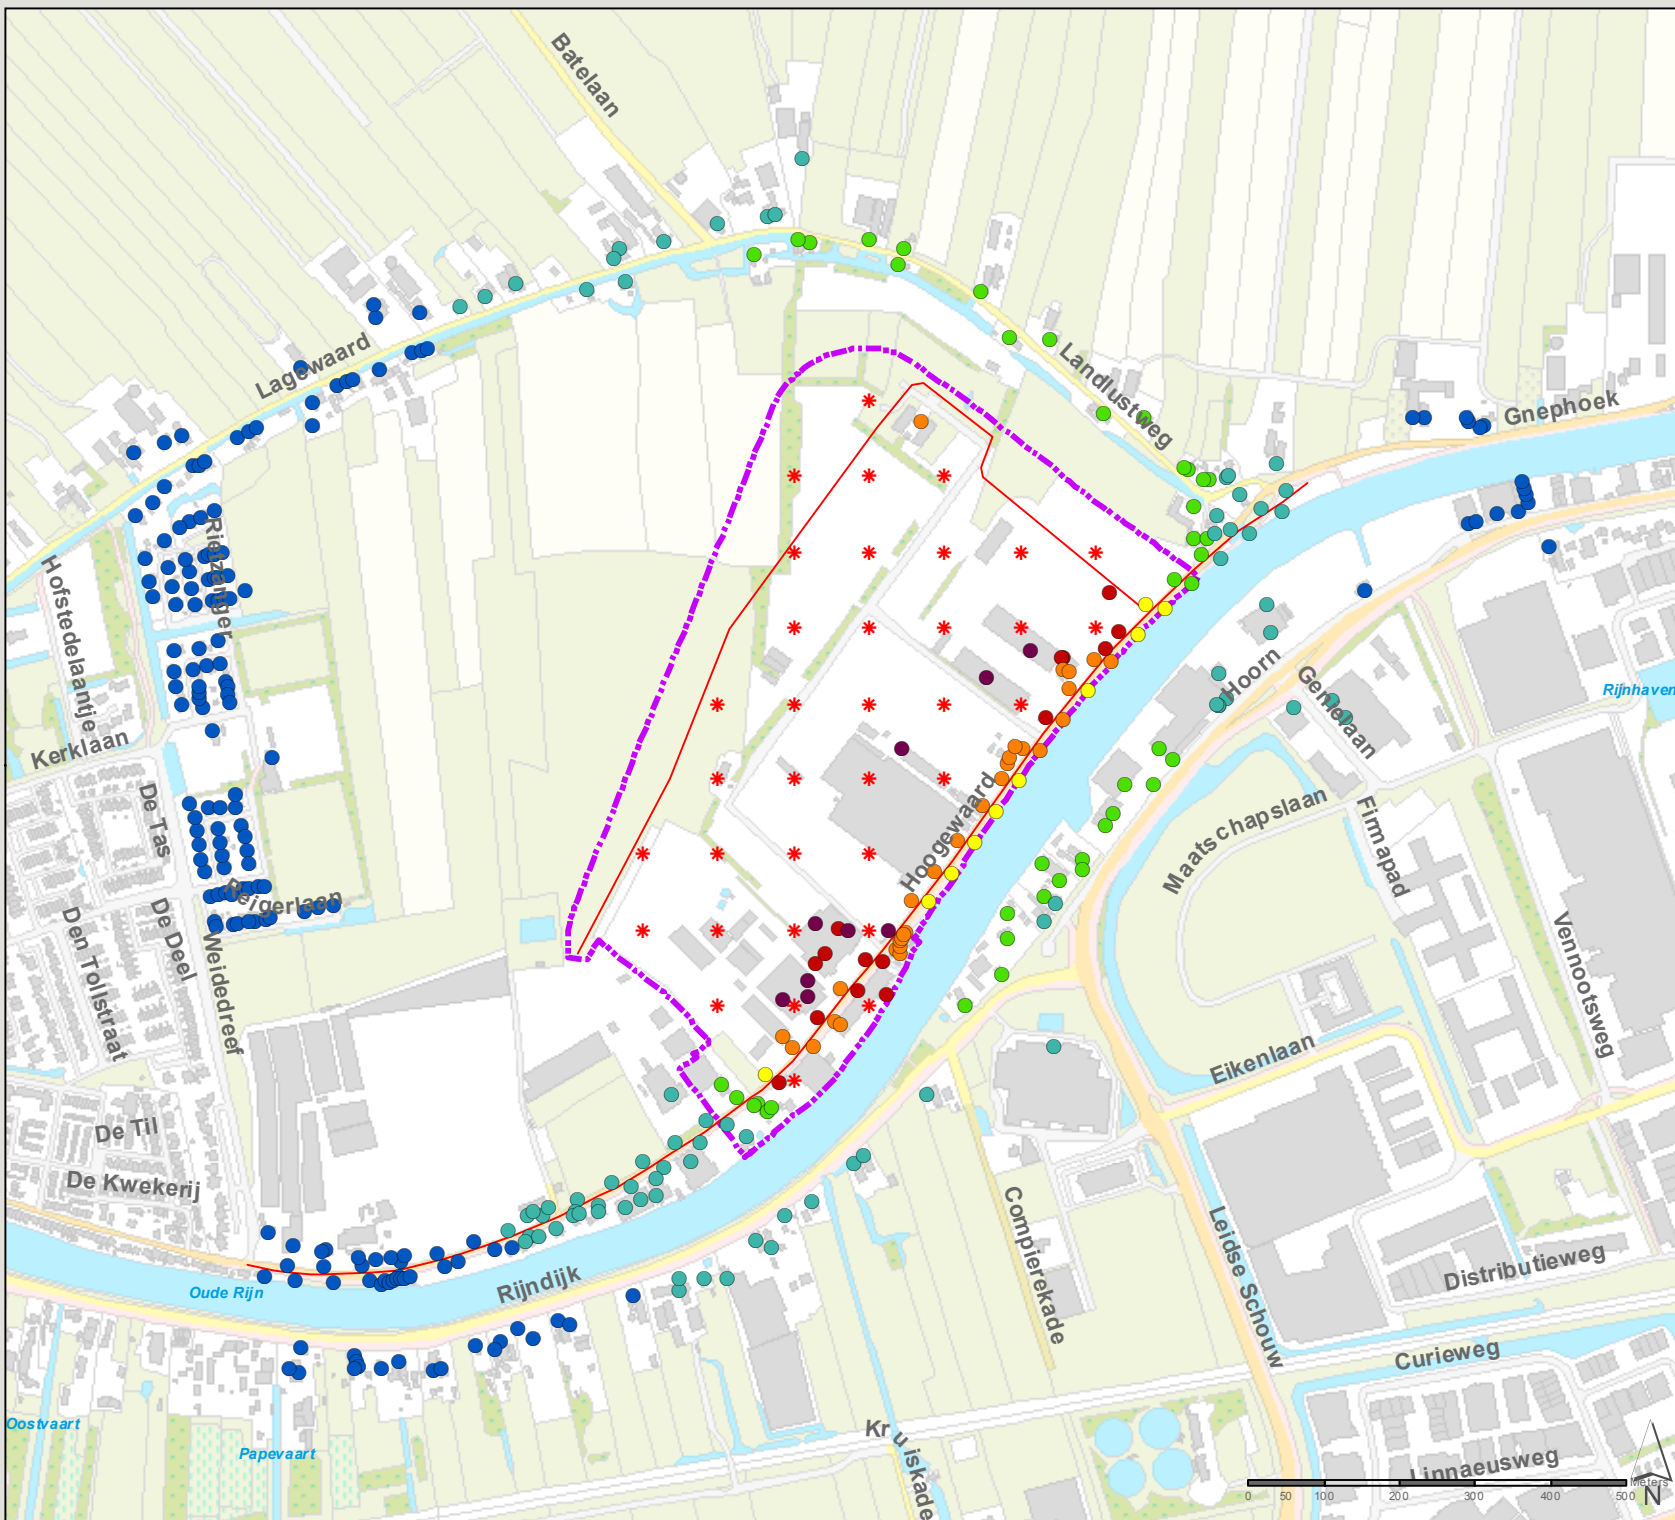 Batelaan
Lagewaard
Landlustweg
Gnephoek
Rietzanger
Hofstedelaantje
Kerklaan
Hoorn
Genielaan
Rijnhaven
De Tas
Hoogewaard
Maatschapslaan
Firmapad
Reigerlaan
De Deel
Den Tollstraat
Weidedreef
Vennootsweg
Eikenlaan
De Til
De Kwekerij
Compierekade
Leidse Schouw
Distributieweg
Rijndijk
Oude Rijn
Curieweg
Oostvaart
Papevaart
Kruiskade
Linnaeusweg
Meters
0 50 100 200 300 400 500
N